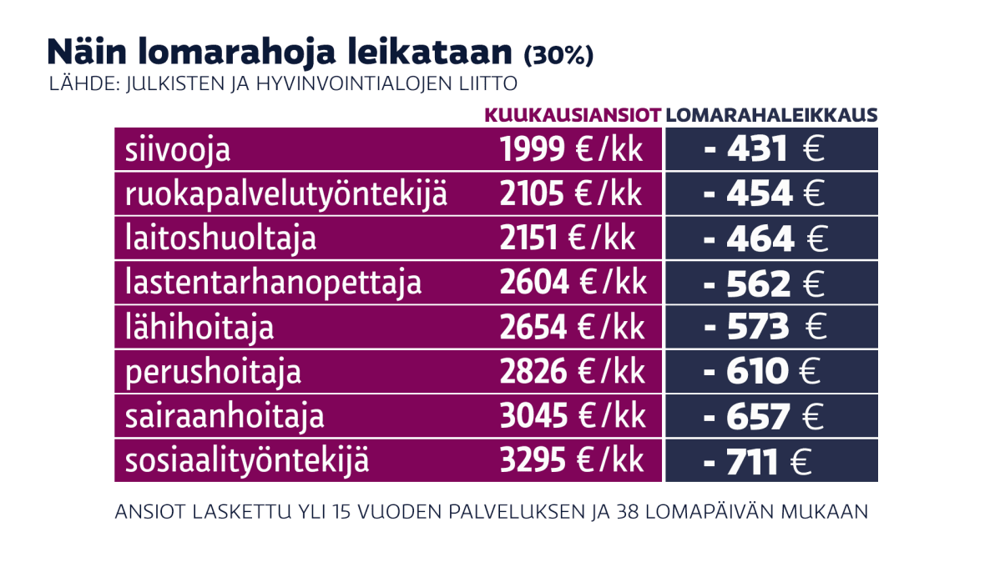 Näin lomarahoja leikataan (30%)
LÄHDE: JULKISTEN JA HYVINVOINTIALOJEN LIITTO
KUUKAUSIANSIOT LOMARAHALEIKKAUS
siivooja 1999 €/kk - 431 €
ruokapalvelutyöntekijä 2105 €/kk - 454 €
laitoshuoltaja 2151 €/kk - 464 €
lastentarhanopettaja 2604 €/kk - 562 €
lähihoitaja 2654 €/kk - 573 €
perushoitaja 2826 €/kk - 610 €
sairaanhoitaja 3045 €/kk - 657 €
sosiaalityöntekijä 3295 €/kk - 711 €
ANSIOT LASKETTU YLI 15 VUODEN PALVELUKSEN JA 38 LOMAPÄIVÄN MUKAAN